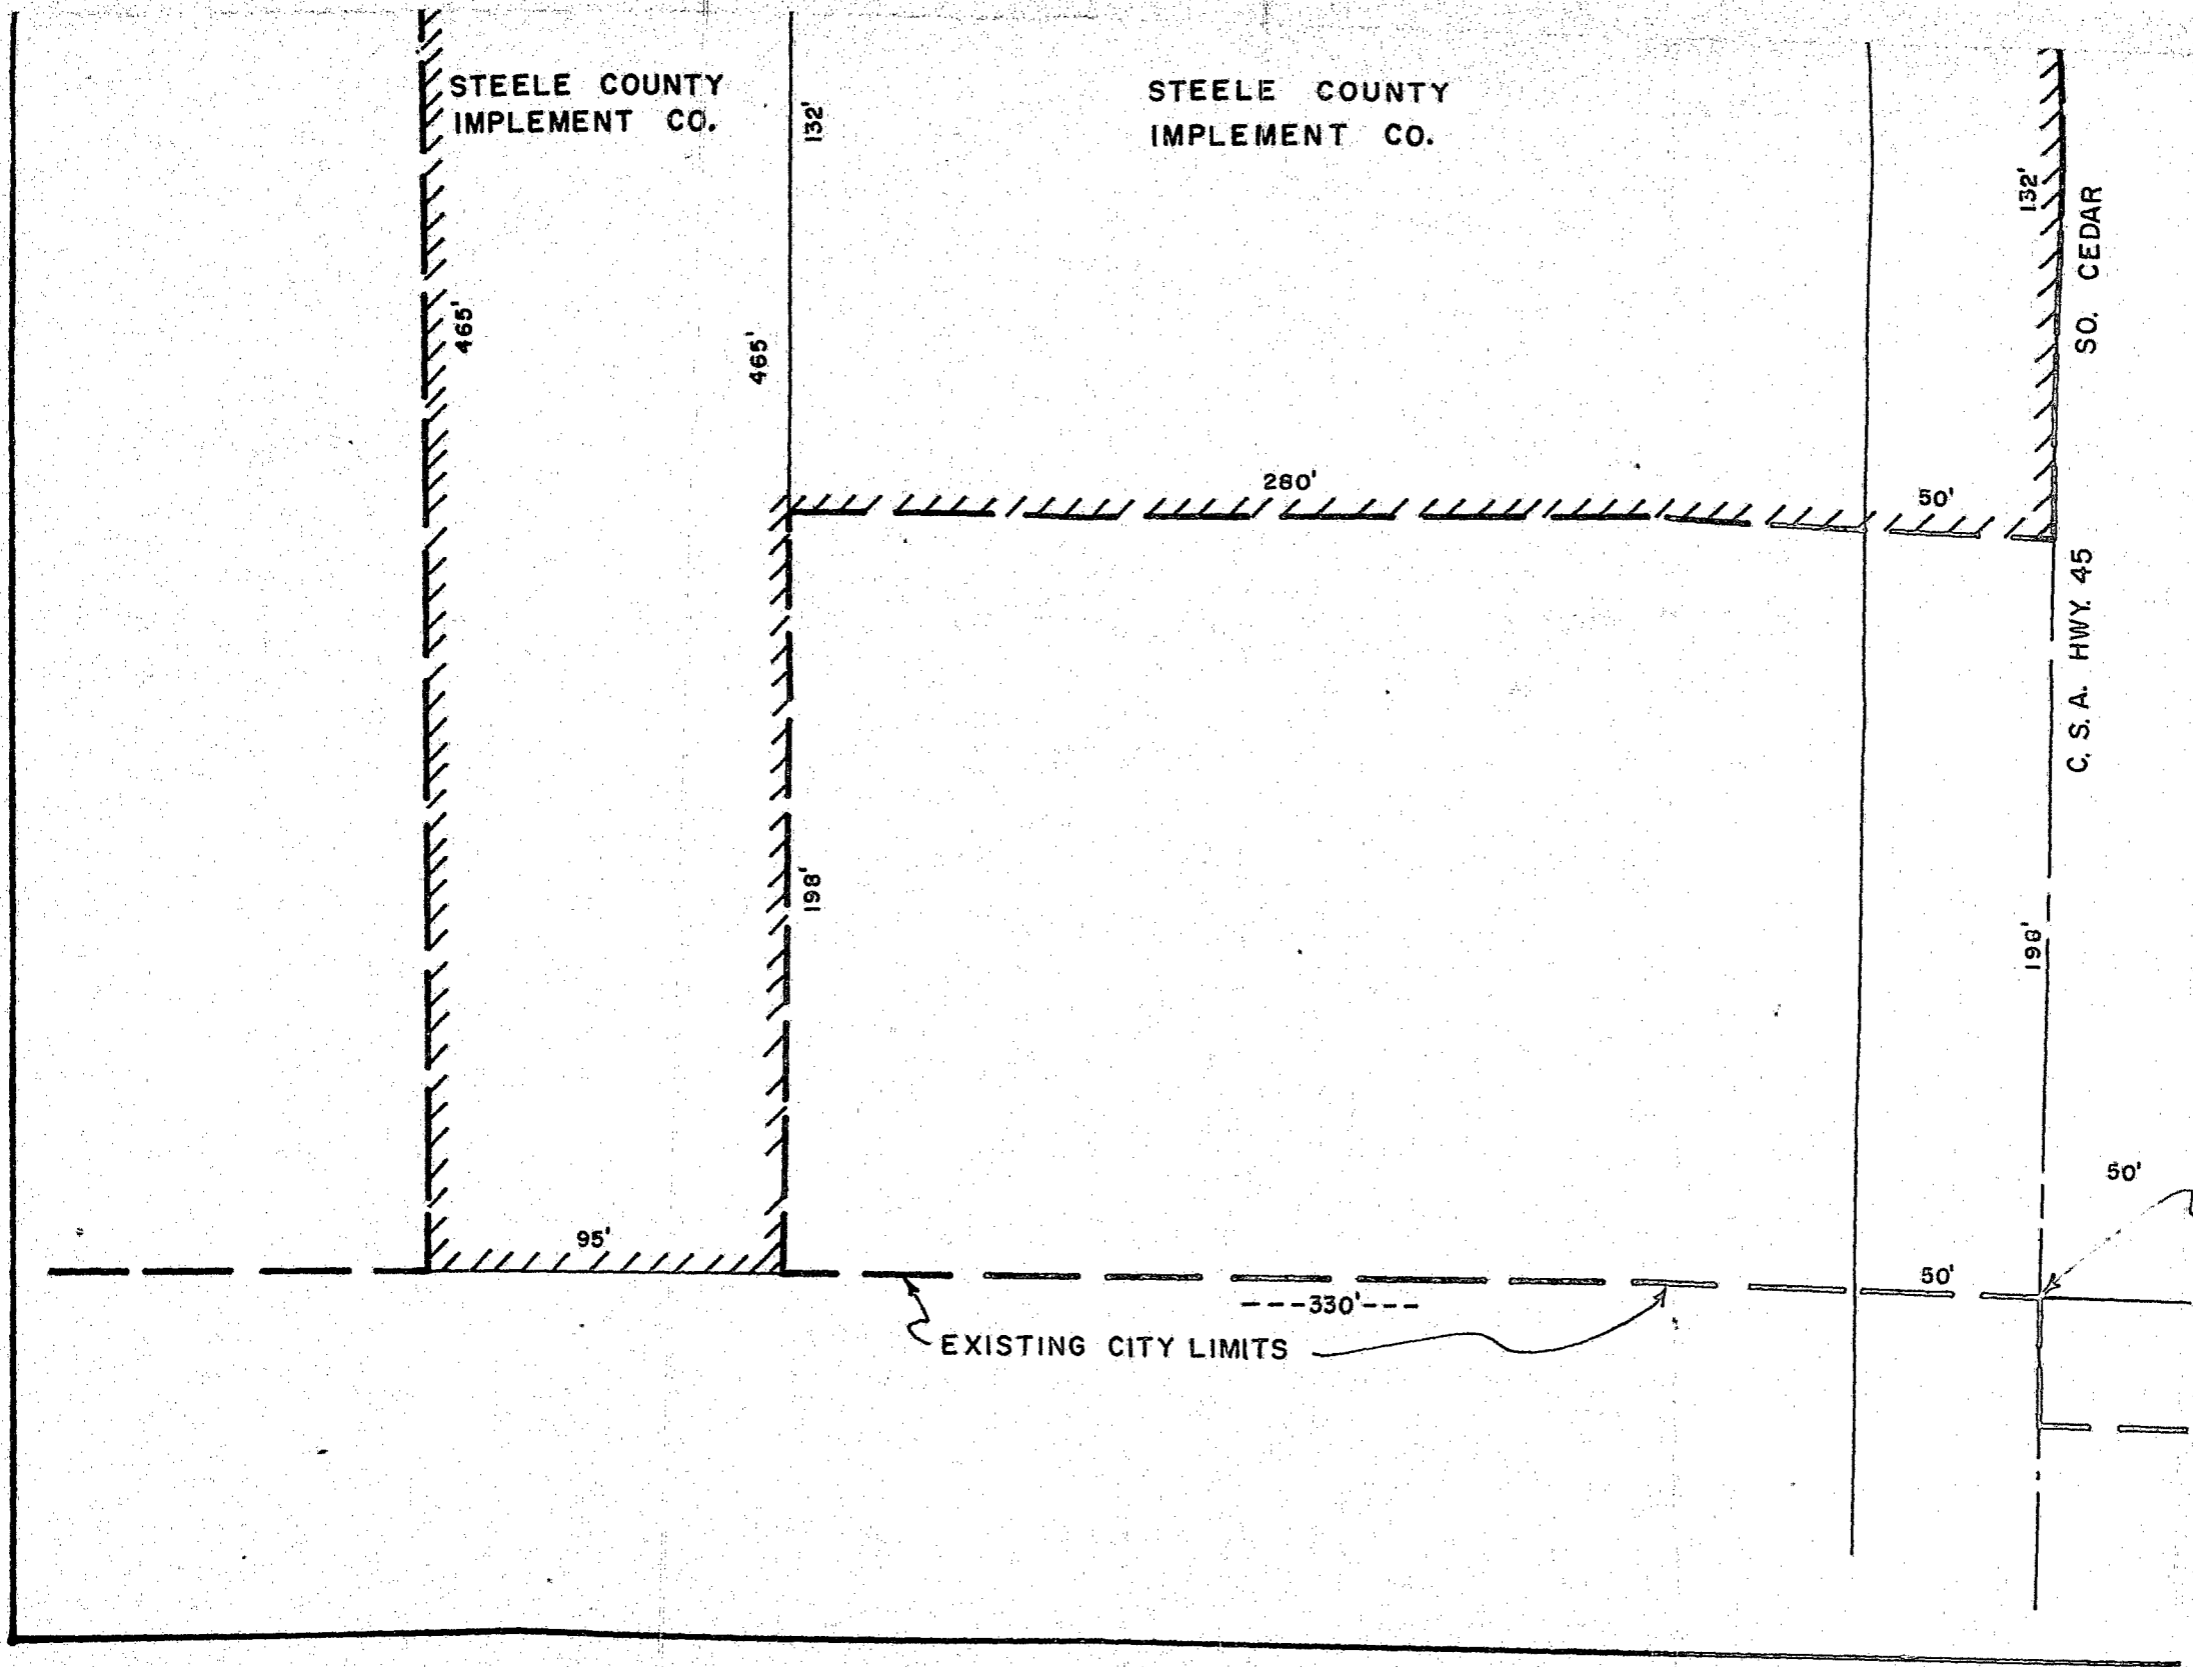 STEELE COUNTY
IMPLEMENT CO.
132'
STEELE COUNTY
IMPLEMENT CO.
132'
SO. CEDAR
465'
465'
280'
50'
C. S. A. HWY. 45
198'
198'
50'
95'
50'
---330'---
EXISTING CITY LIMITS